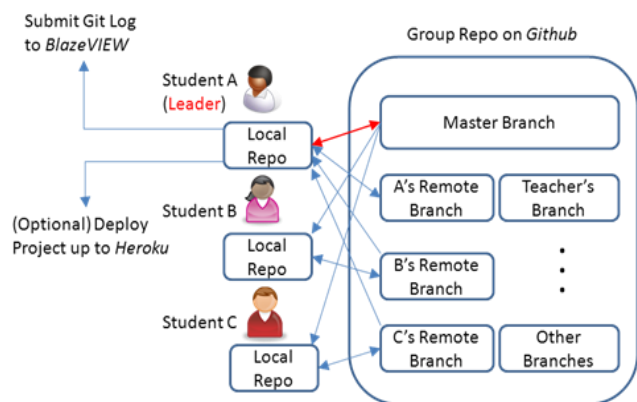 Submit Git Log
to BlazeVIEW
Group Repo on Github
Student A
(Leader)
Local
Repo
Master Branch
(Optional) Deploy
Project up to Heroku
Student B
A's Remote
Branch
Teacher's
Branch
Local
Repo
B's Remote
Branch
Student C
Local
Repo
C's Remote
Branch
Other
Branches